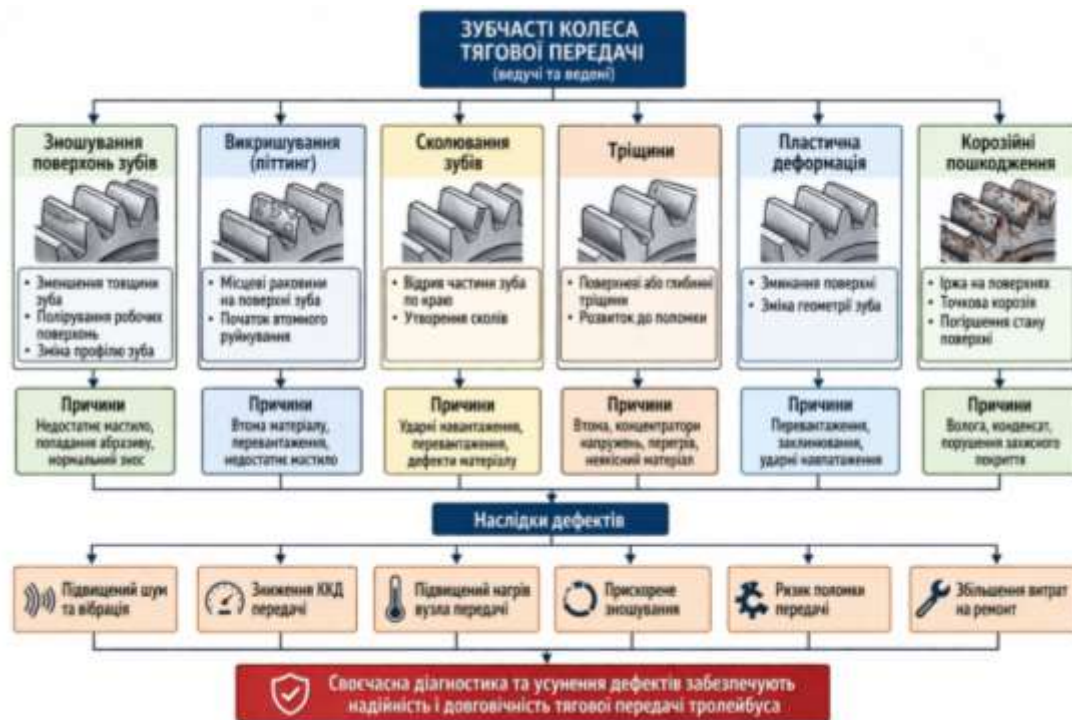 ЗУБЧАСТІ КОЛЕСА
ТЯГОВОЇ ПЕРЕДАЧІ
(ведучі та ведені)
Зношування
поверхонь зубів
• Зменшення товщини
зуба
• Полірування робочих
поверхонь
• Зміна профілю зуба
Причини
Недостатнє мастило,
попадання абразиву,
нормальний знос
Викришування
(піттинг)
• Місцеві раковини
на поверхні зуба
• Початок втомного
руйнування
Причини
Втома матеріалу,
перевантаження,
недостатнє мастило
Сколювання
зубів
• Відрив частини зуба
по краю
• Утворення сколів
Причини
Ударні навантаження,
перевантаження,
дефекти матеріалу
Тріщини
• Поверхневі або глибинні
тріщини
• Розвиток до поломки
Причини
Втома, концентратори
напружень, перегрів,
неякісний матеріал
Пластична
деформація
• Зминання поверхні
• Зміна геометрії зуба
Причини
Перевантаження,
заклинювання,
ударні навпатаження
Корозійні
пошкодження
• Іржа на поверхнях
• Точкова корозія
• Погіршення стану
поверхні
Причини
Волога, конденсат,
порушення захисного
покриття
Наслідки дефектів
Підвищений шум
та вібрація
Зниження ККД
передачі
Підвищений нагрів
вузла передачі
Прискорене
зношування
Ризик поломки
передачі
Збільшення витрат
на ремонт
Своєчасна діагностика та усунення дефектів забезпечують
надійність і довговічність тягової передачі тролейбуса